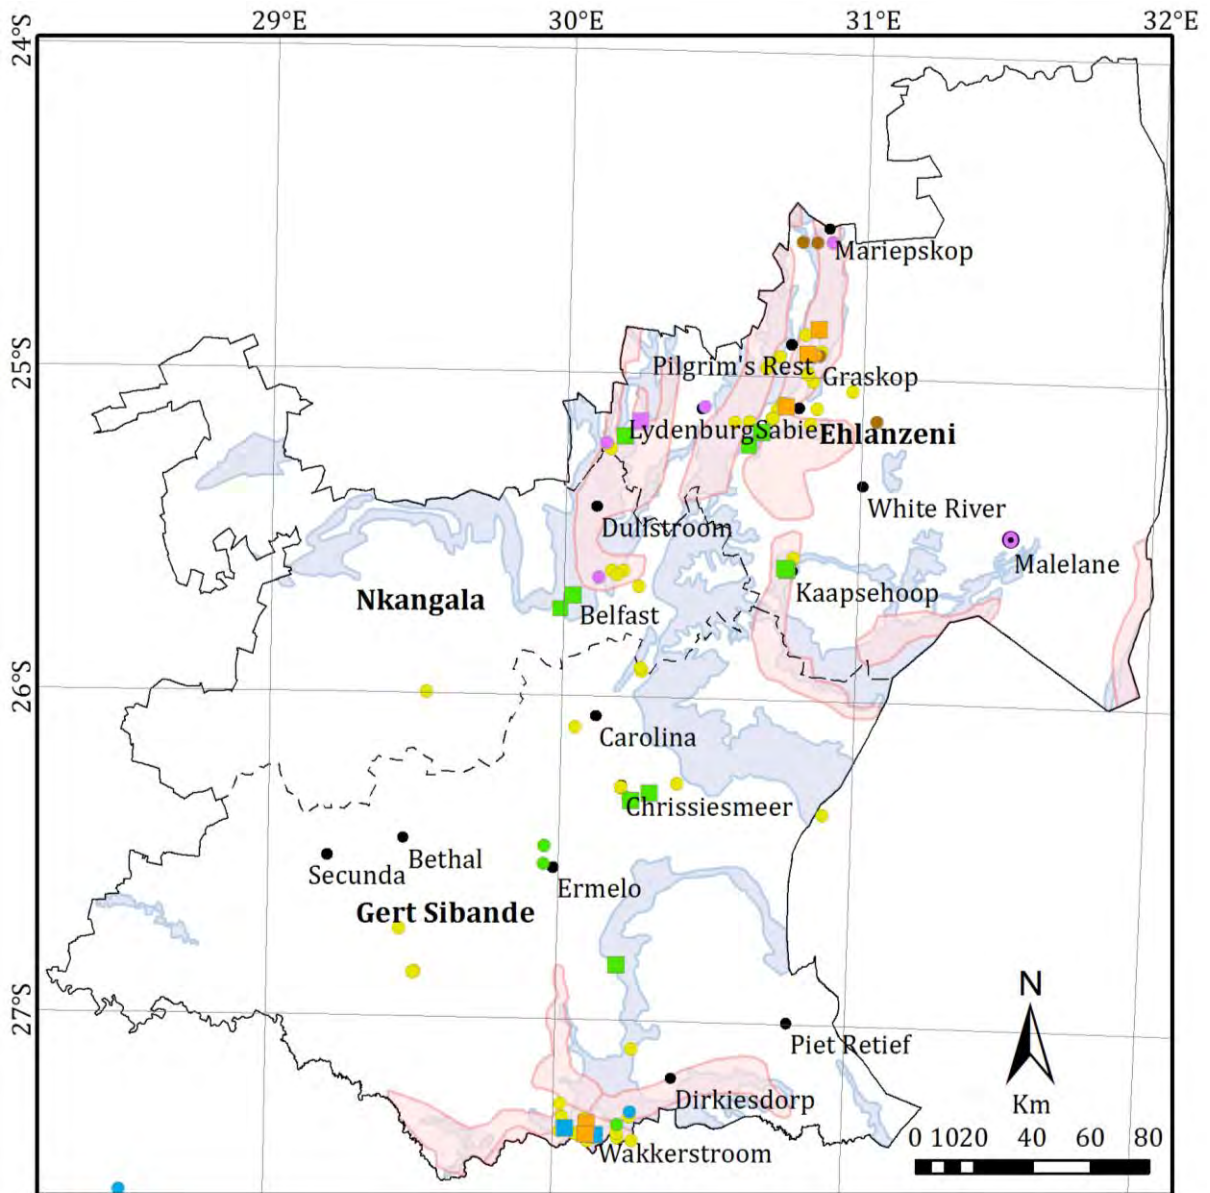 29°E
30°E
31°E
32°E
24°S
Mariepskop
25°S
Pilgrim's Rest
Graskop
Lydenburg
Sabie
Ehlanzeni
White River
Dullstroom
Malelane
Kaapsehoop
Nkangala
Belfast
26°S
Carolina
Chrissiesmeer
Bethal
Secunda
Ermelo
Gert Sibande
N
27°S
Piet Retief
Dirkiesdorp
Km
0 1020 40 60 80
Wakkerstroom